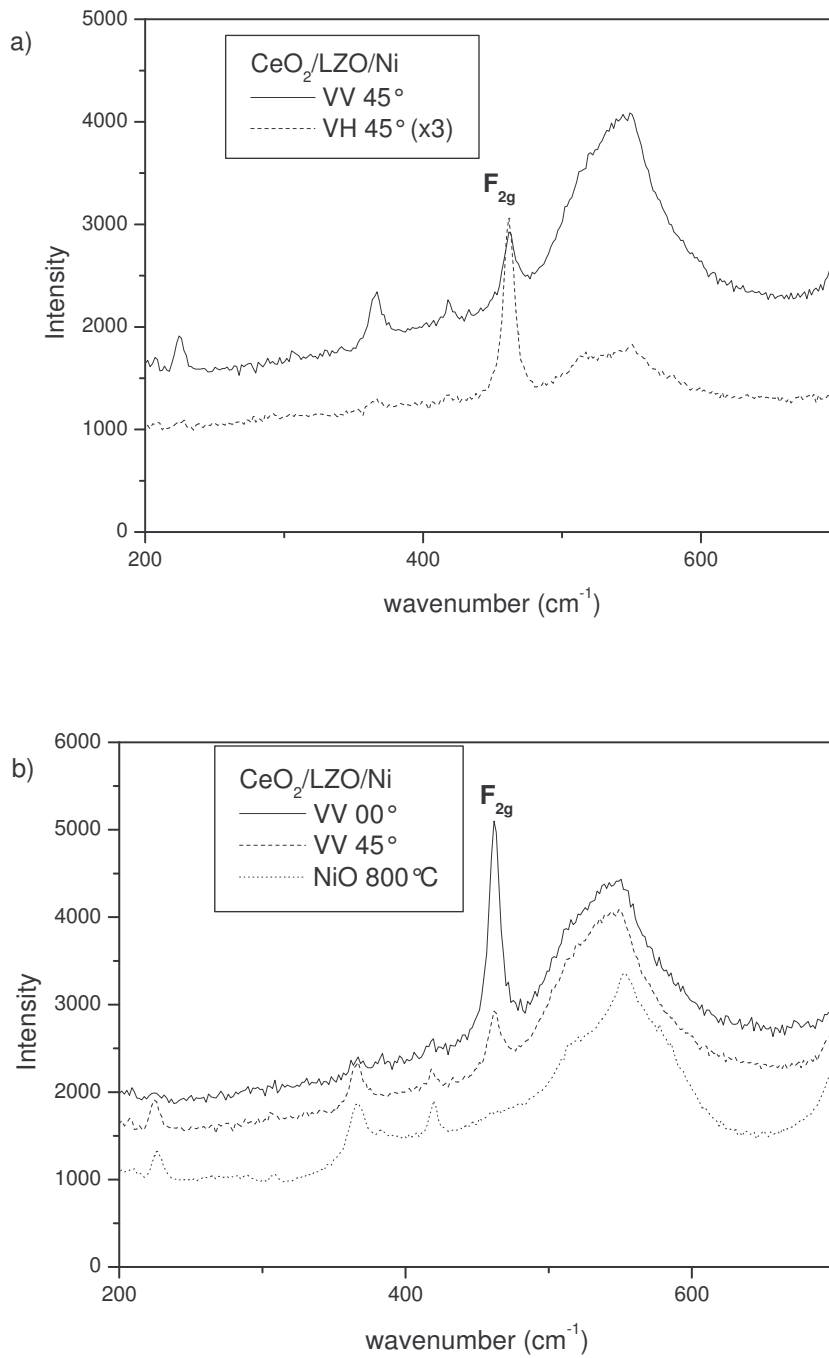 a)
5000
4000
3000
2000
1000
0
Intensity
CeO₂/LZO/Ni
VV 45°
VH 45° (x3)
F₂g
200
400
600
wavenumber (cm⁻¹)
b)
6000
5000
4000
3000
2000
1000
0
Intensity
CeO₂/LZO/Ni
VV 00°
VV 45°
NiO 800°C
F₂g
200
400
600
wavenumber (cm⁻¹)